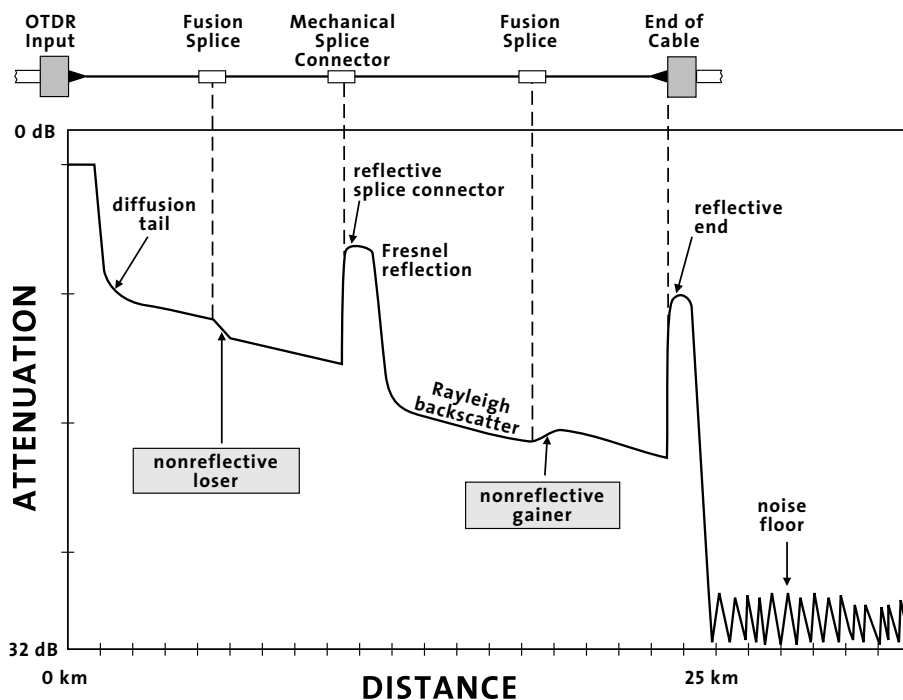 OTDR
Input
Fusion
Splice
Mechanical
Splice
Connector
Fusion
Splice
End of
Cable
0 dB
reflective
splice connector
diffusion
tail
Fresnel
reflection
reflective
end
ATTENUATION
Rayleigh
backscatter
nonreflective
loser
nonreflective
gainer
noise
floor
32 dB
0 km
25 km
DISTANCE